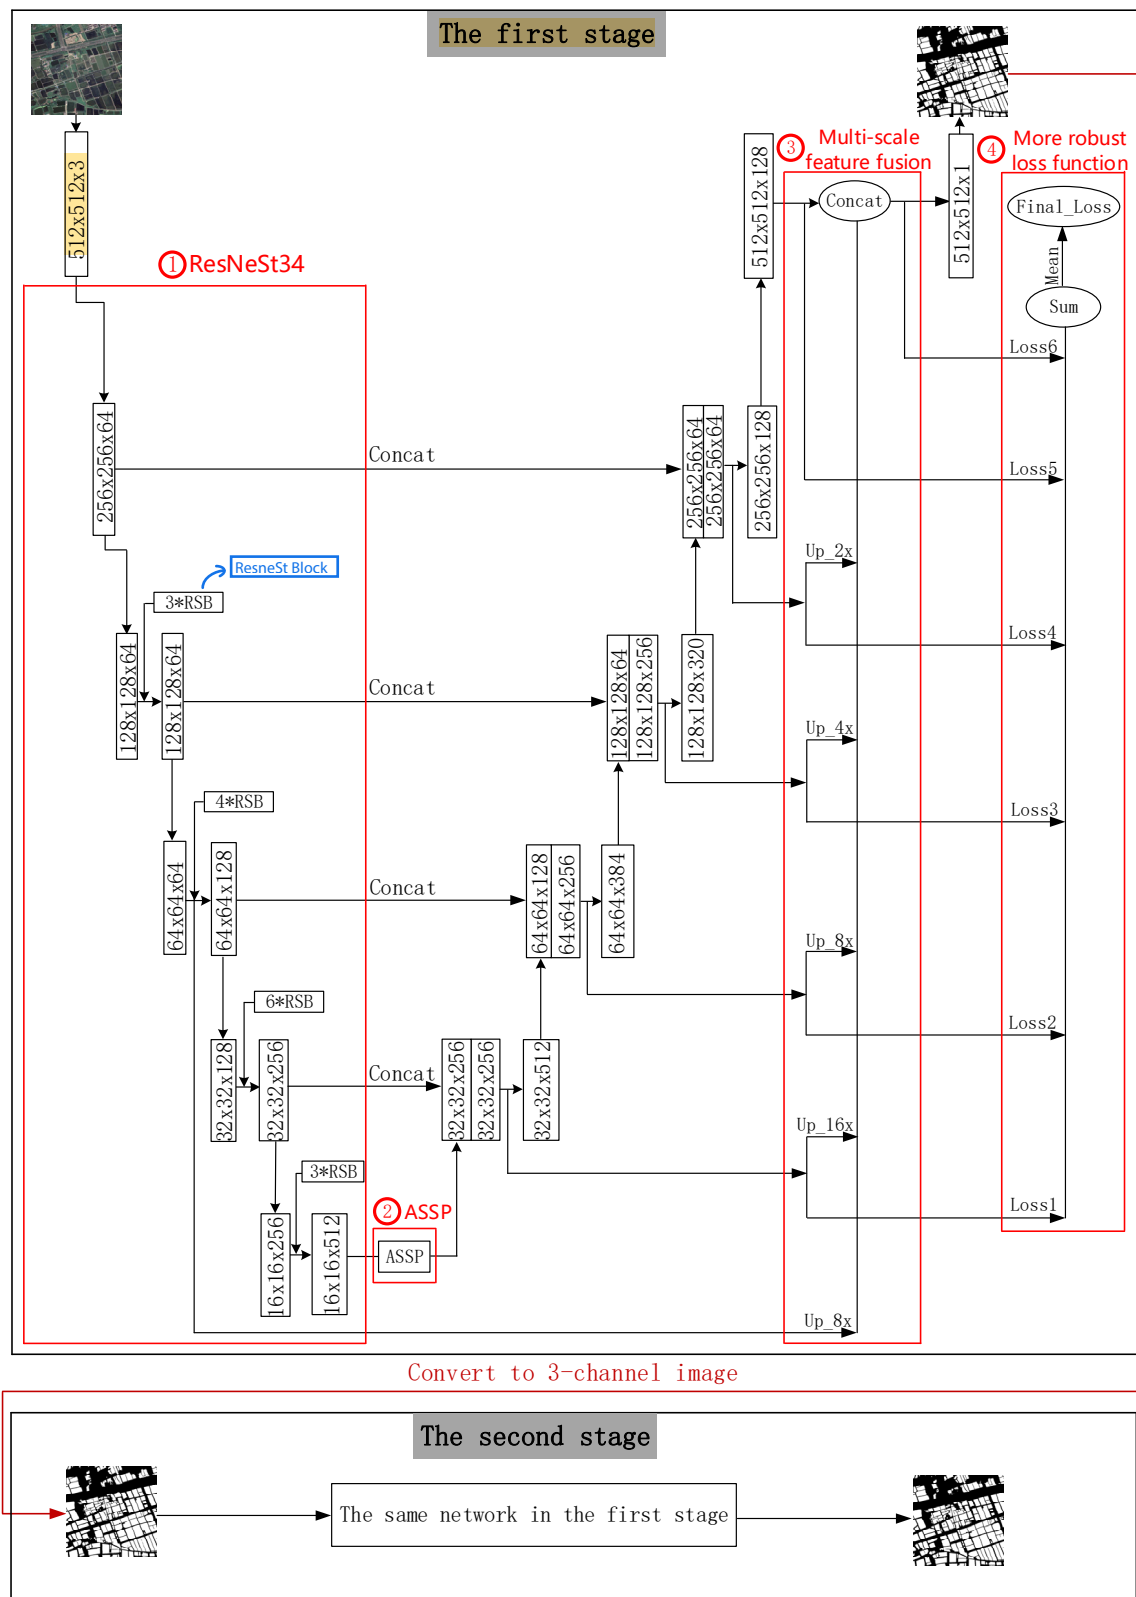 The first stage
512x512x3
① ResNeSt34
256x256x64
Concat
ResneSt Block
3*RSB
128x128x64
128x128x64
Concat
4*RSB
64x64x64
64x64x128
Concat
6*RSB
32x32x128
32x32x256
Concat
3*RSB
16x16x256
16x16x512
② ASSP
ASSP
32x32x256
32x32x256
32x32x512
64x64x128
64x64x256
64x64x384
128x128x64
128x128x256
128x128x320
256x256x64
256x256x64
256x256x128
512x512x128
③ Multi-scale
feature fusion
Concat
Up_2x
Up_4x
Up_8x
Up_16x
Up_8x
512x512x1
④ More robust
loss function
Final_Loss
Mean
Sum
Loss6
Loss5
Loss4
Loss3
Loss2
Loss1
Convert to 3-channel image
The second stage
The same network in the first stage